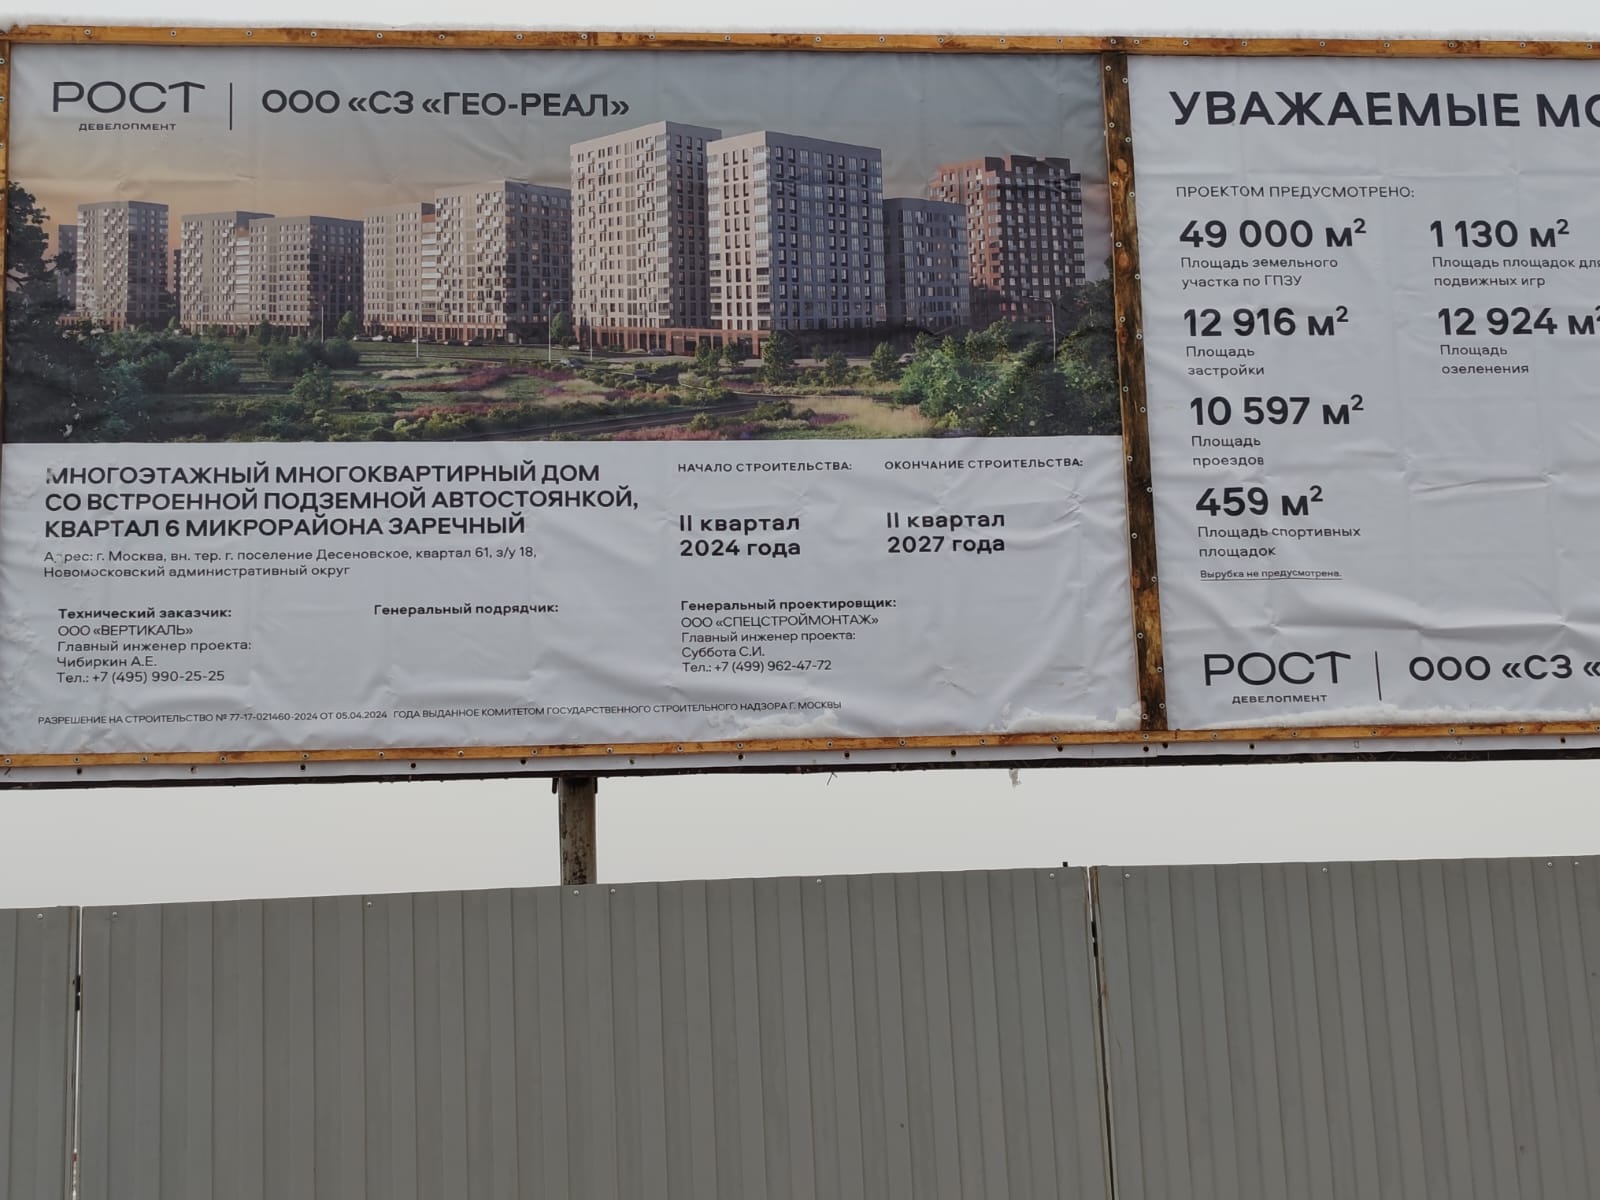 РОСТ
ДЕВЕЛОПМЕНТ
ООО «СЗ «ГЕО-РЕАЛ»
МНОГОЭТАЖНЫЙ МНОГОКВАРТИРНЫЙ ДОМ
СО ВСТРОЕННОЙ ПОДЗЕМНОЙ АВТОСТОЯНКОЙ,
КВАРТАЛ 6 МИКРОРАЙОНА ЗАРЕЧНЫЙ
Адрес: г. Москва, вн. тер. г. поселение Десеновское, квартал 61, з/у 18,
Новомосковский административный округ
НАЧАЛО СТРОИТЕЛЬСТВА:
II квартал
2024 года
ОКОНЧАНИЕ СТРОИТЕЛЬСТВА:
II квартал
2027 года
Технический заказчик:
ООО «ВЕРТИКАЛЬ»
Главный инженер проекта:
Чибиркин А.Е.
Тел.: +7 (495) 990-25-25
Генеральный подрядчик:
Генеральный проектировщик:
ООО «СПЕЦСТРОЙМОНТАЖ»
Главный инженер проекта:
Суббота С.И.
Тел.: +7 (499) 962-47-72
РАЗРЕШЕНИЕ НА СТРОИТЕЛЬСТВО № 77-17-021460-2024 ОТ 05.04.2024 ГОДА ВЫДАННОЕ КОМИТЕТОМ ГОСУДАРСТВЕННОГО СТРОИТЕЛЬНОГО НАДЗОРА Г. МОСКВЫ
УВАЖАЕМЫЕ
ПРОЕКТОМ ПРЕДУСМОТРЕНО:
49 000 м²
Площадь земельного
участка по ГПЗУ
12 916 м²
Площадь
застройки
10 597 м²
Площадь
проездов
459 м²
Площадь спортивных
площадок
Вырубка не предусмотрена.
1 130 м²
Площадь площадок для
подвижных игр
12 924 м²
Площадь
озеленения
РОСТ
ДЕВЕЛОПМЕНТ
ООО «СЗ «